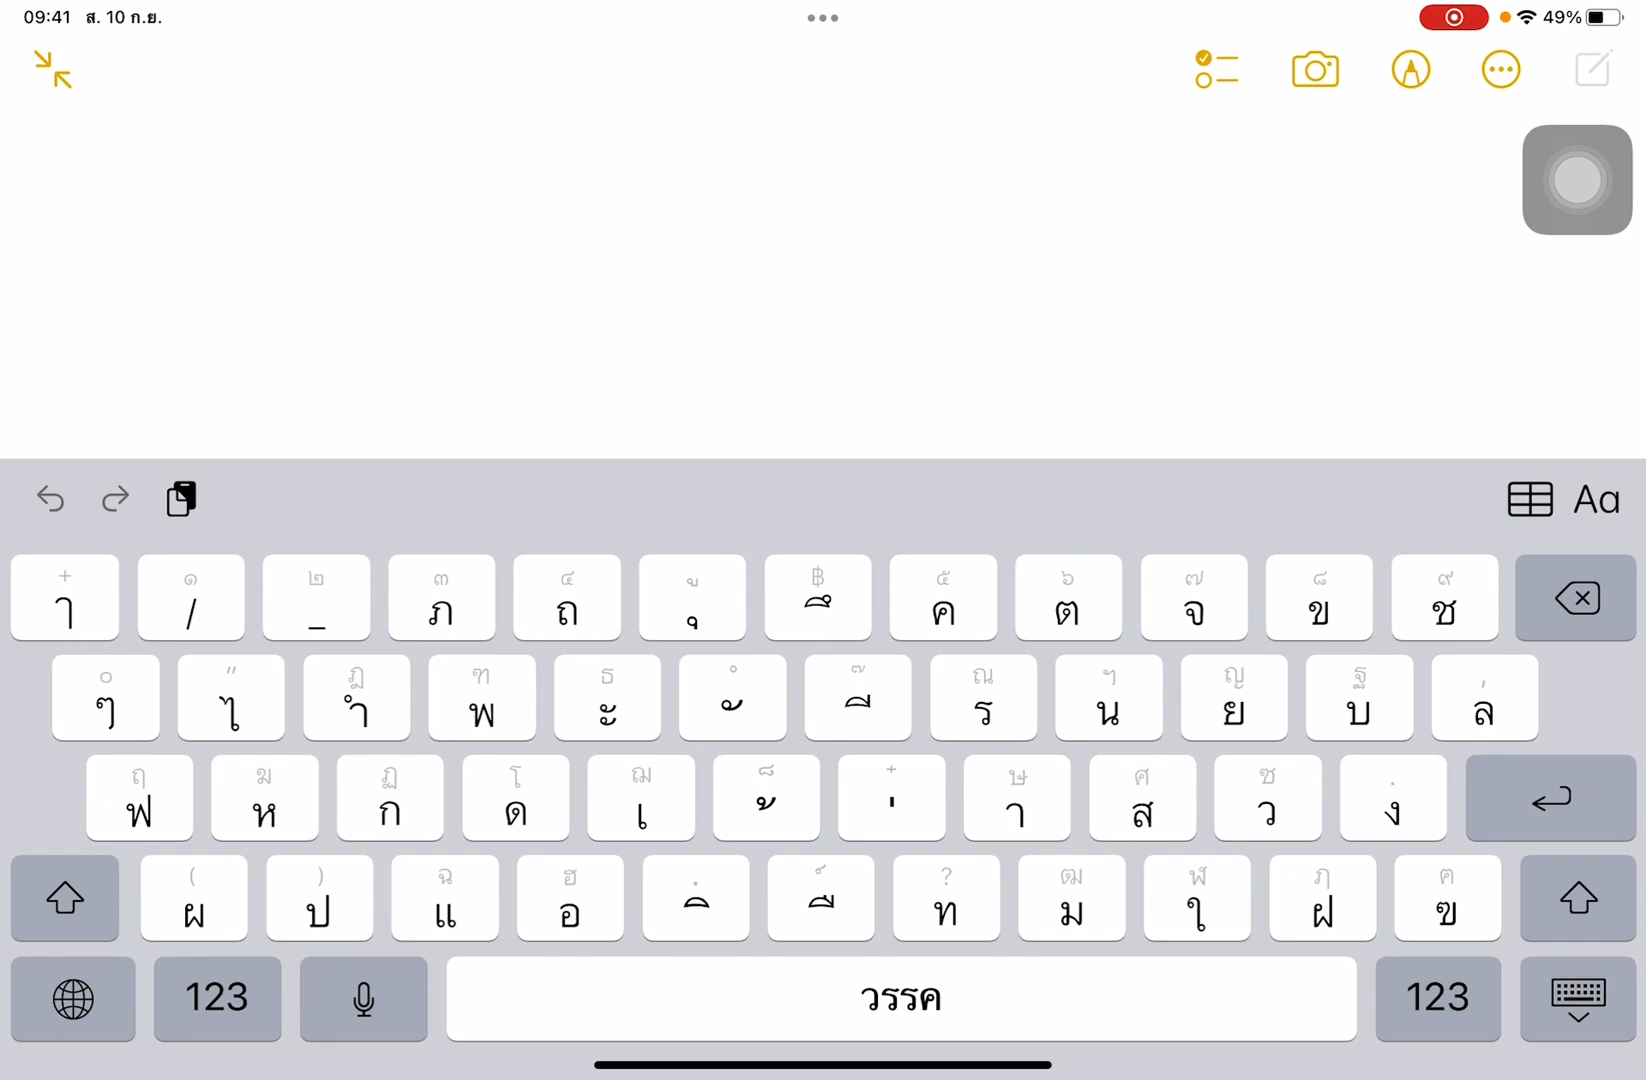 09:41 ส. 10 ก.ย. 49%
Aa
+ ๑ ๒ ๓ ๔ ู ฿ ๕ ๖ ๗ ๘ ๙
ๅ / _ ภ ถ ุ ึ ค ต จ ข ช
๐ " ฎ ฑ ธ ํ ๊ ณ ฯ ญ ฐ ,
ๆ ไ ำ พ ะ ั ี ร น ย บ ล
ฤ ฆ ฏ โ ฌ ็ ๋ ษ ศ ซ .
ฟ ห ก ด เ ้ ่ า ส ว ง
( ) ฉ ฮ ฺ ์ ? ฒ ฬ ฦ ฅ
ผ ป แ อ ิ ื ท ม ใ ฝ ฃ
123 วรรค 123